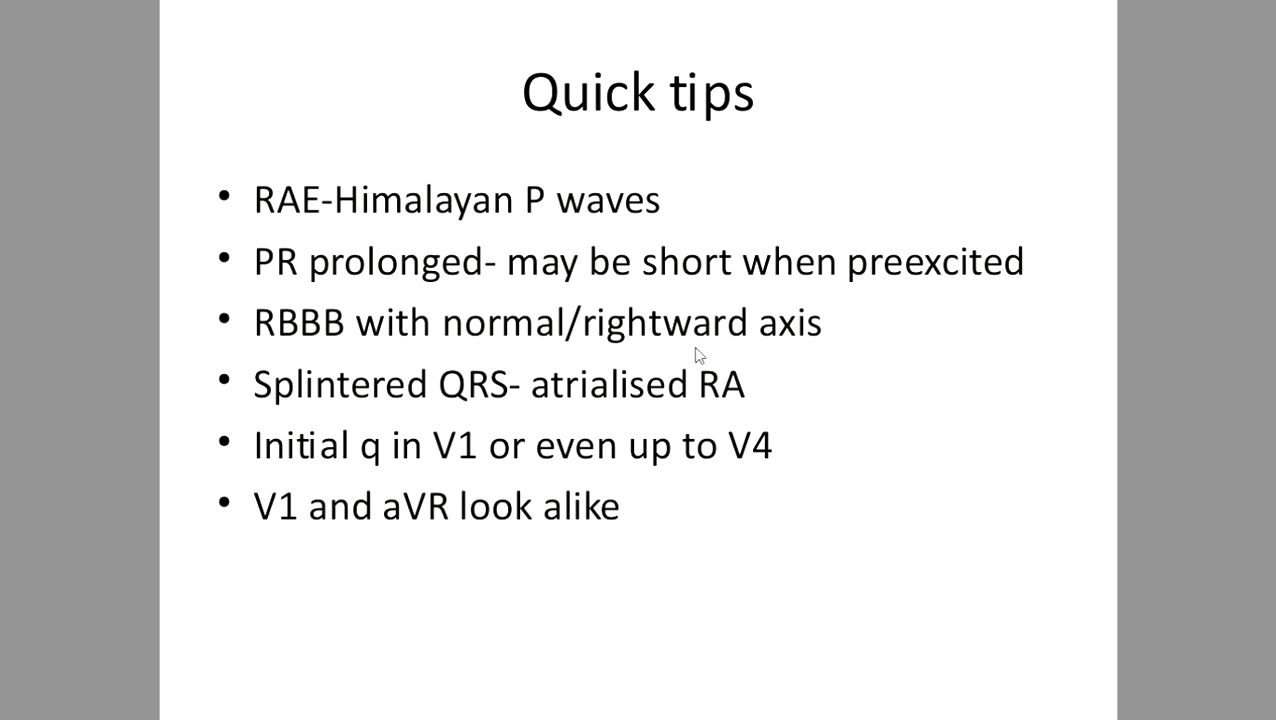 Quick tips
• RAE-Himalayan P waves
• PR prolonged- may be short when preexcited
• RBBB with normal/rightward axis
• Splintered QRS- atrialised RA
• Initial q in V1 or even up to V4
• V1 and aVR look alike